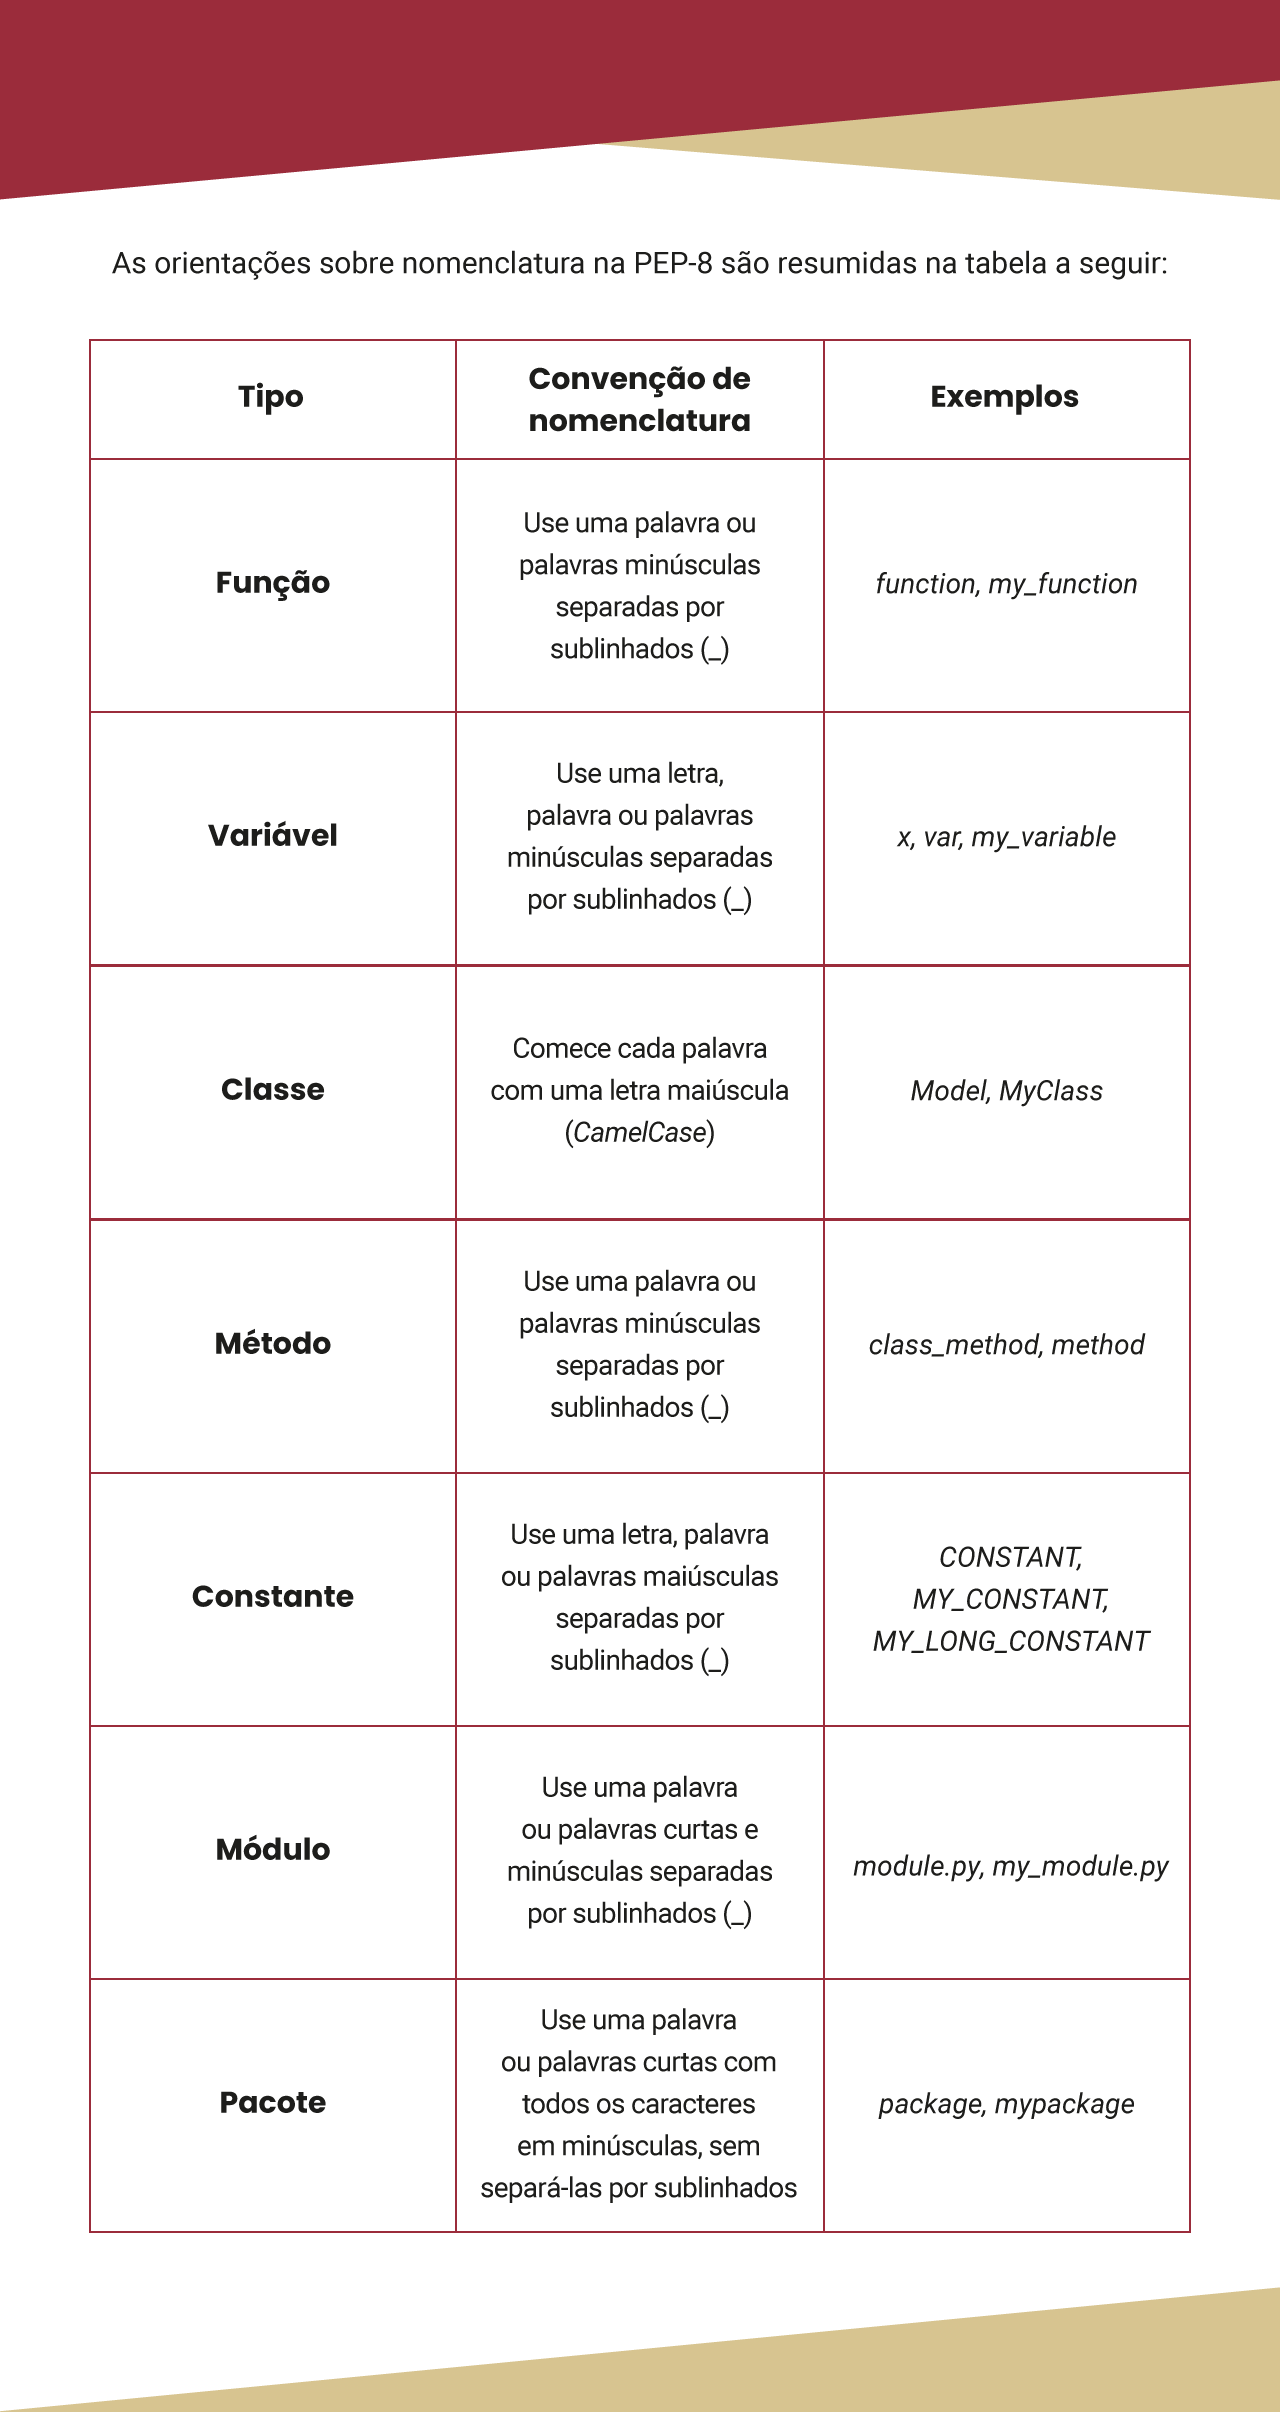 As orientações sobre nomenclatura na PEP-8 são resumidas na tabela a seguir:
Tipo
Convenção de
nomenclatura
Exemplos
Função
Use uma palavra ou
palavras minúsculas
separadas por
sublinhados (_)
function, my_function
Variável
Use uma letra,
palavra ou palavras
minúsculas separadas
por sublinhados (_)
x, var, my_variable
Classe
Comece cada palavra
com uma letra maiúscula
(CamelCase)
Model, MyClass
Método
Use uma palavra ou
palavras minúsculas
separadas por
sublinhados (_)
class_method, method
Constante
Use uma letra, palavra
ou palavras maiúsculas
separadas por
sublinhados (_)
CONSTANT,
MY_CONSTANT,
MY_LONG_CONSTANT
Módulo
Use uma palavra
ou palavras curtas e
minúsculas separadas
por sublinhados (_)
module.py, my_module.py
Pacote
Use uma palavra
ou palavras curtas com
todos os caracteres
em minúsculas, sem
separá-las por sublinhados
package, mypackage